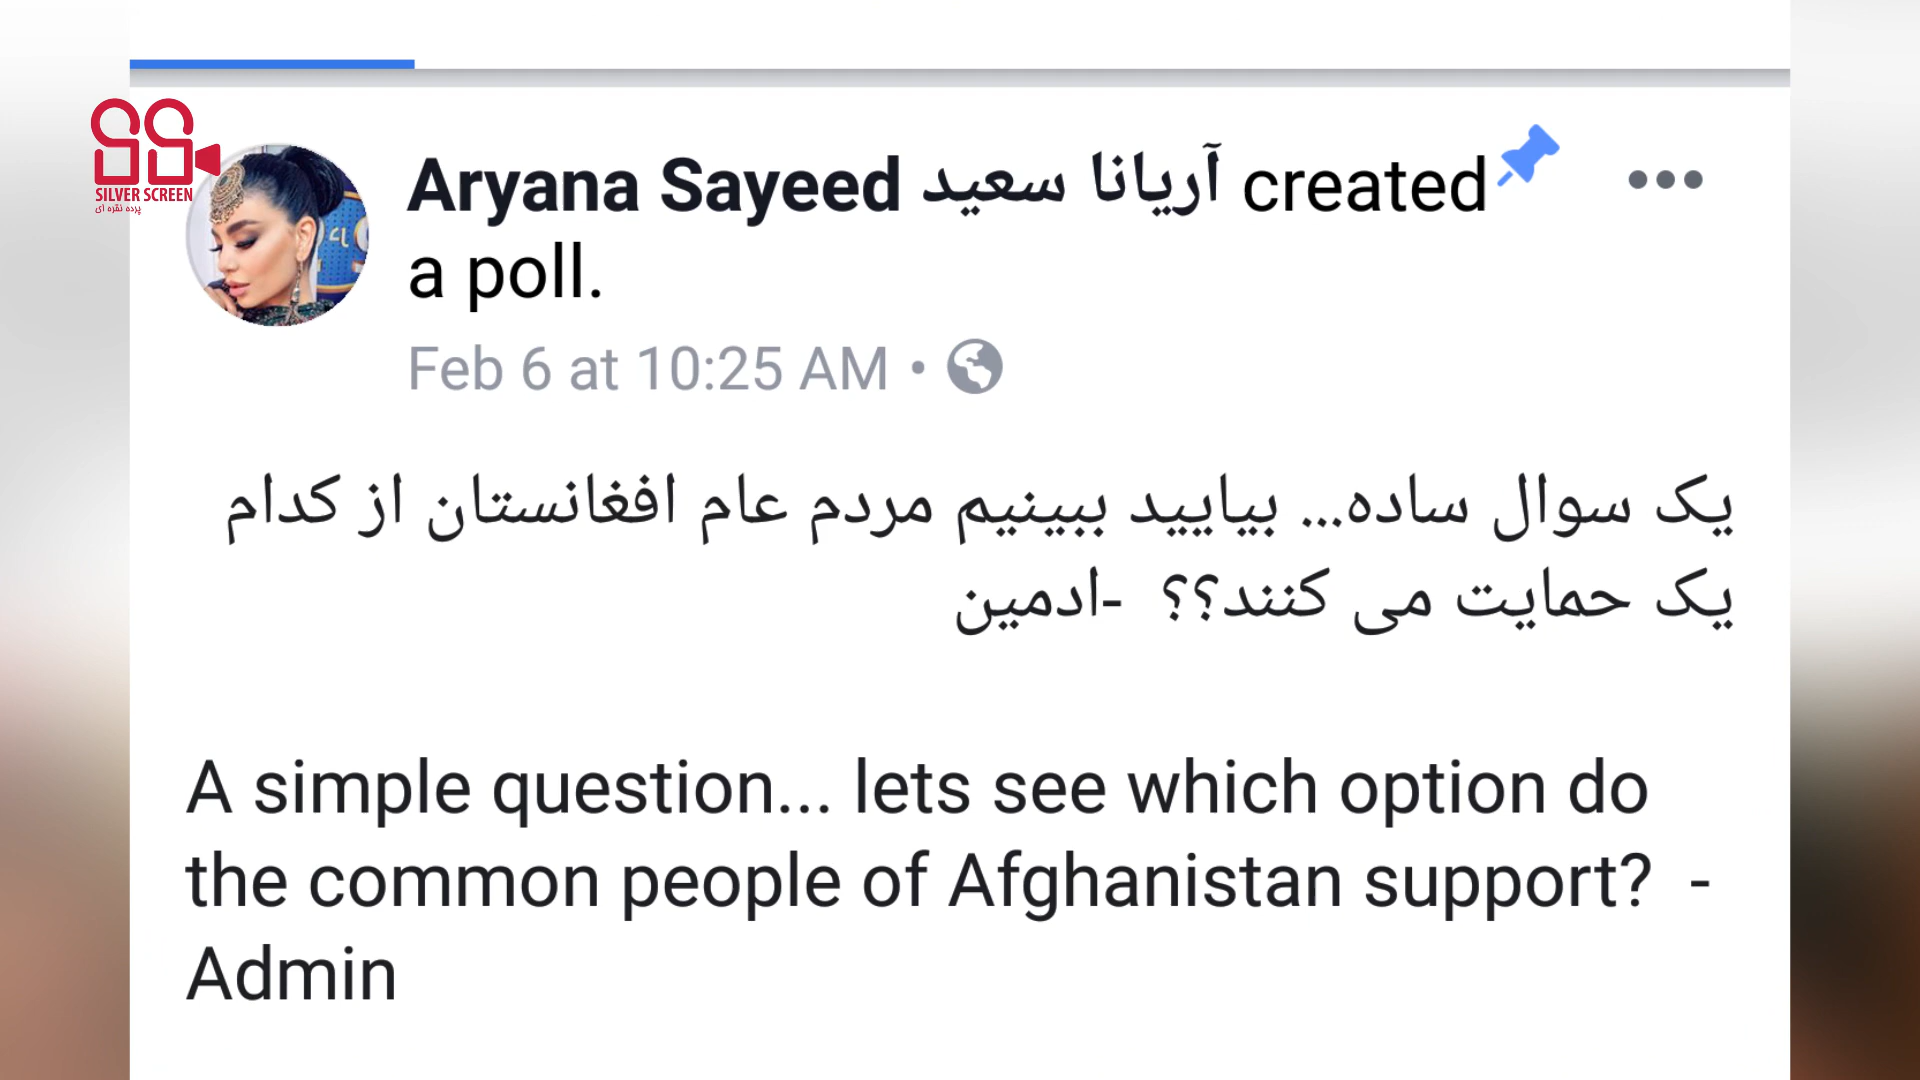 SILVER SCREEN
پرده نقره ای
Aryana Sayeed آریانا سعید created
a poll.
Feb 6 at 10:25 AM •
یک سوال ساده... بیایید ببینیم مردم عام افغانستان از کدام
یک حمایت می کنند؟؟ -ادمین
A simple question... lets see which option do
the common people of Afghanistan support? -
Admin